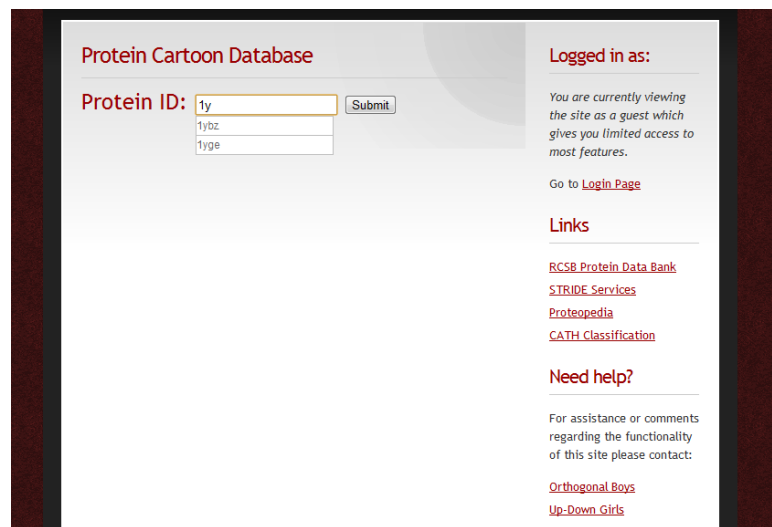 Protein Cartoon Database
Protein ID:
1y
Submit
1ybz
1yge
Logged in as:
You are currently viewing
the site as a guest which
gives you limited access to
most features.
Go to Login Page
Links
RCSB Protein Data Bank
STRIDE Services
Proteopedia
CATH Classification
Need help?
For assistance or comments
regarding the functionality
of this site please contact:
Orthogonal Boys
Up-Down Girls